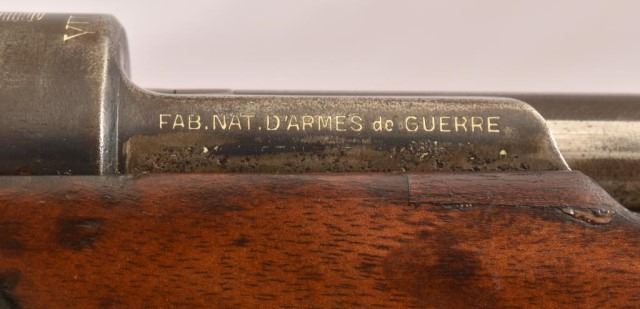 FAB.NAT.D'ARMES de GUERRE